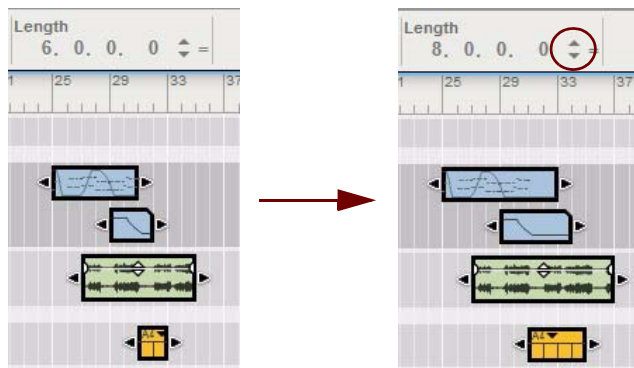 Length
6. 0. 0. 0 =
25 29 33 37
A4
Length
8. 0. 0. 0 =
1 25 29 33 37
A4